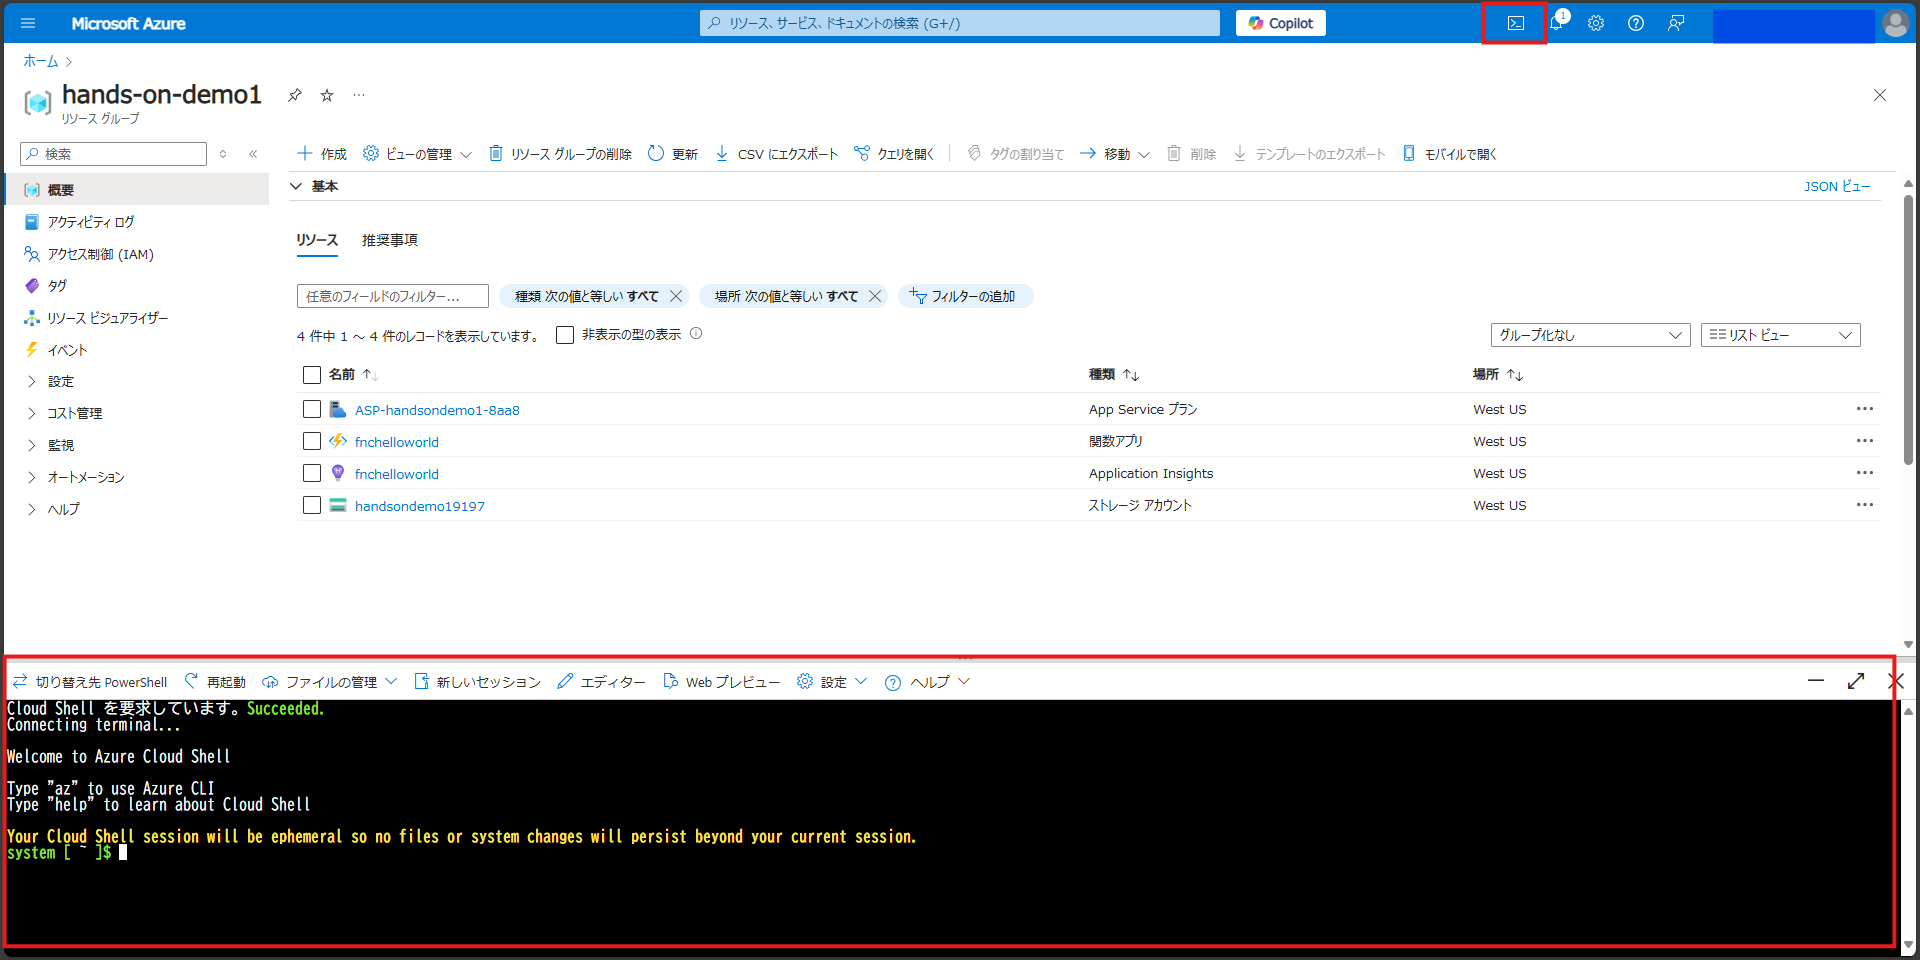 Microsoft Azure
リソース、サービス、ドキュメントの検索 (G+/)
Copilot
1
ホーム
hands-on-demo1
リソース グループ
検索
作成
ビューの管理
リソース グループの削除
更新
CSV にエクスポート
クエリを開く
タグの割り当て
移動
削除
テンプレートのエクスポート
モバイルで開く
概要
アクティビティ ログ
アクセス制御 (IAM)
タグ
リソース ビジュアライザー
イベント
設定
コスト管理
監視
オートメーション
ヘルプ
基本
JSON ビュー
リソース
推奨事項
任意のフィールドのフィルター...
種類 次の値と等しい すべて
場所 次の値と等しい すべて
フィルターの追加
4 件中 1 ～ 4 件のレコードを表示しています。
非表示の型の表示
グループ化なし
リスト ビュー
名前
種類
場所
ASP-handsondemo1-8aa8
App Service プラン
West US
fnchelloworld
関数アプリ
West US
fnchelloworld
Application Insights
West US
handsondemo19197
ストレージ アカウント
West US
切り替え先 PowerShell
再起動
ファイルの管理
新しいセッション
エディター
Web プレビュー
設定
ヘルプ
Cloud Shell を要求しています。Succeeded.
Connecting terminal...
Welcome to Azure Cloud Shell
Type "az" to use Azure CLI
Type "help" to learn about Cloud Shell
Your Cloud Shell session will be ephemeral so no files or system changes will persist beyond your current session.
system [ ~ ]$